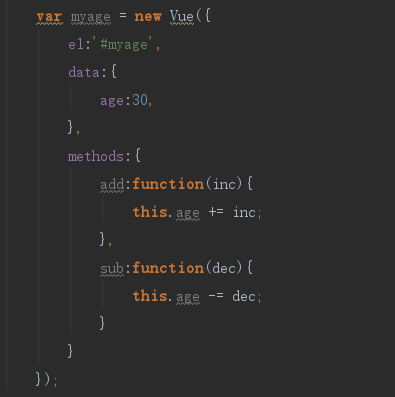 var myage = new Vue({
    el:'#myage',
    data:{
        age:30,
    },
    methods:{
        add:function(inc){
            this.age += inc;
        },
        sub:function(dec){
            this.age -= dec;
        }
    }
});